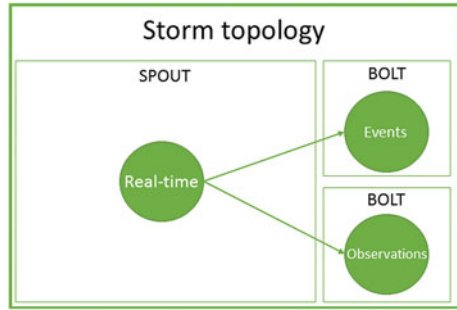 Storm topology
SPOUT
Real-time
BOLT
Events
BOLT
Observations